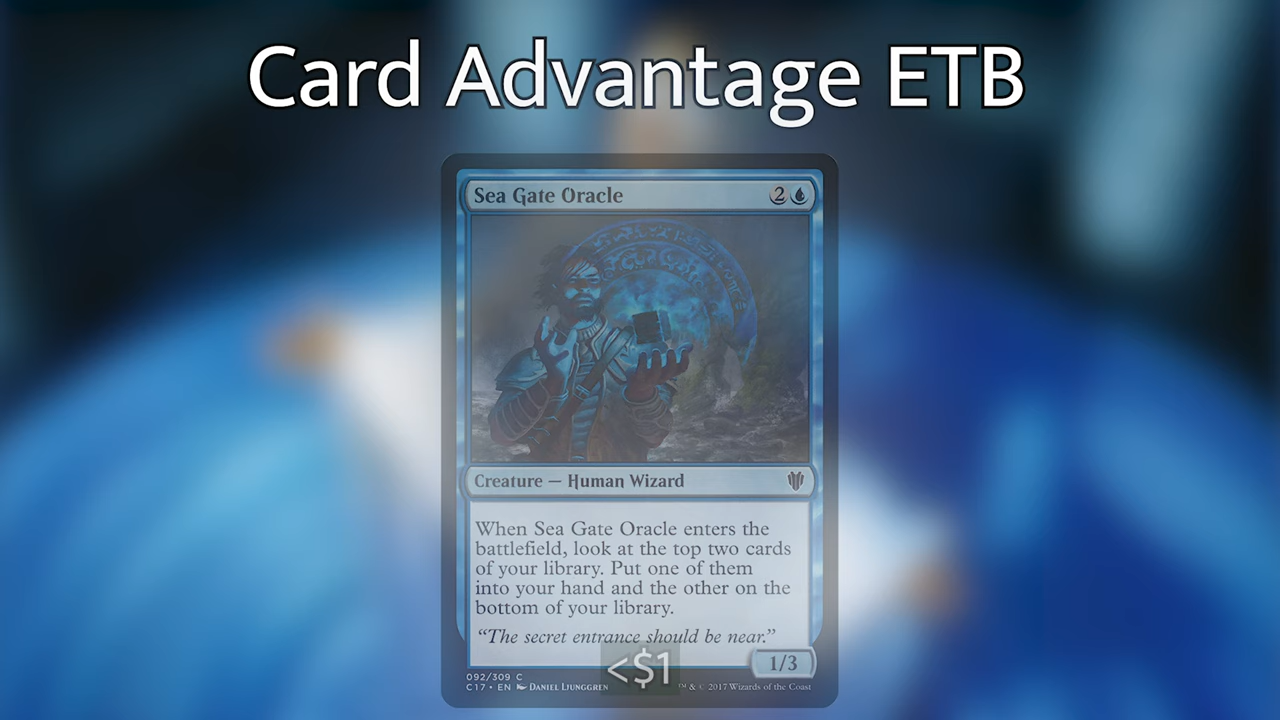 Card Advantage ETB
Sea Gate Oracle 2
Creature — Human Wizard
When Sea Gate Oracle enters the
battlefield, look at the top two cards
of your library. Put one of them
into your hand and the other on the
bottom of your library.
“The secret entrance should be near.”
<$1
1/3
092/309 C
C17 • EN Daniel Ljunggren ™ & © 2017 Wizards of the Coast